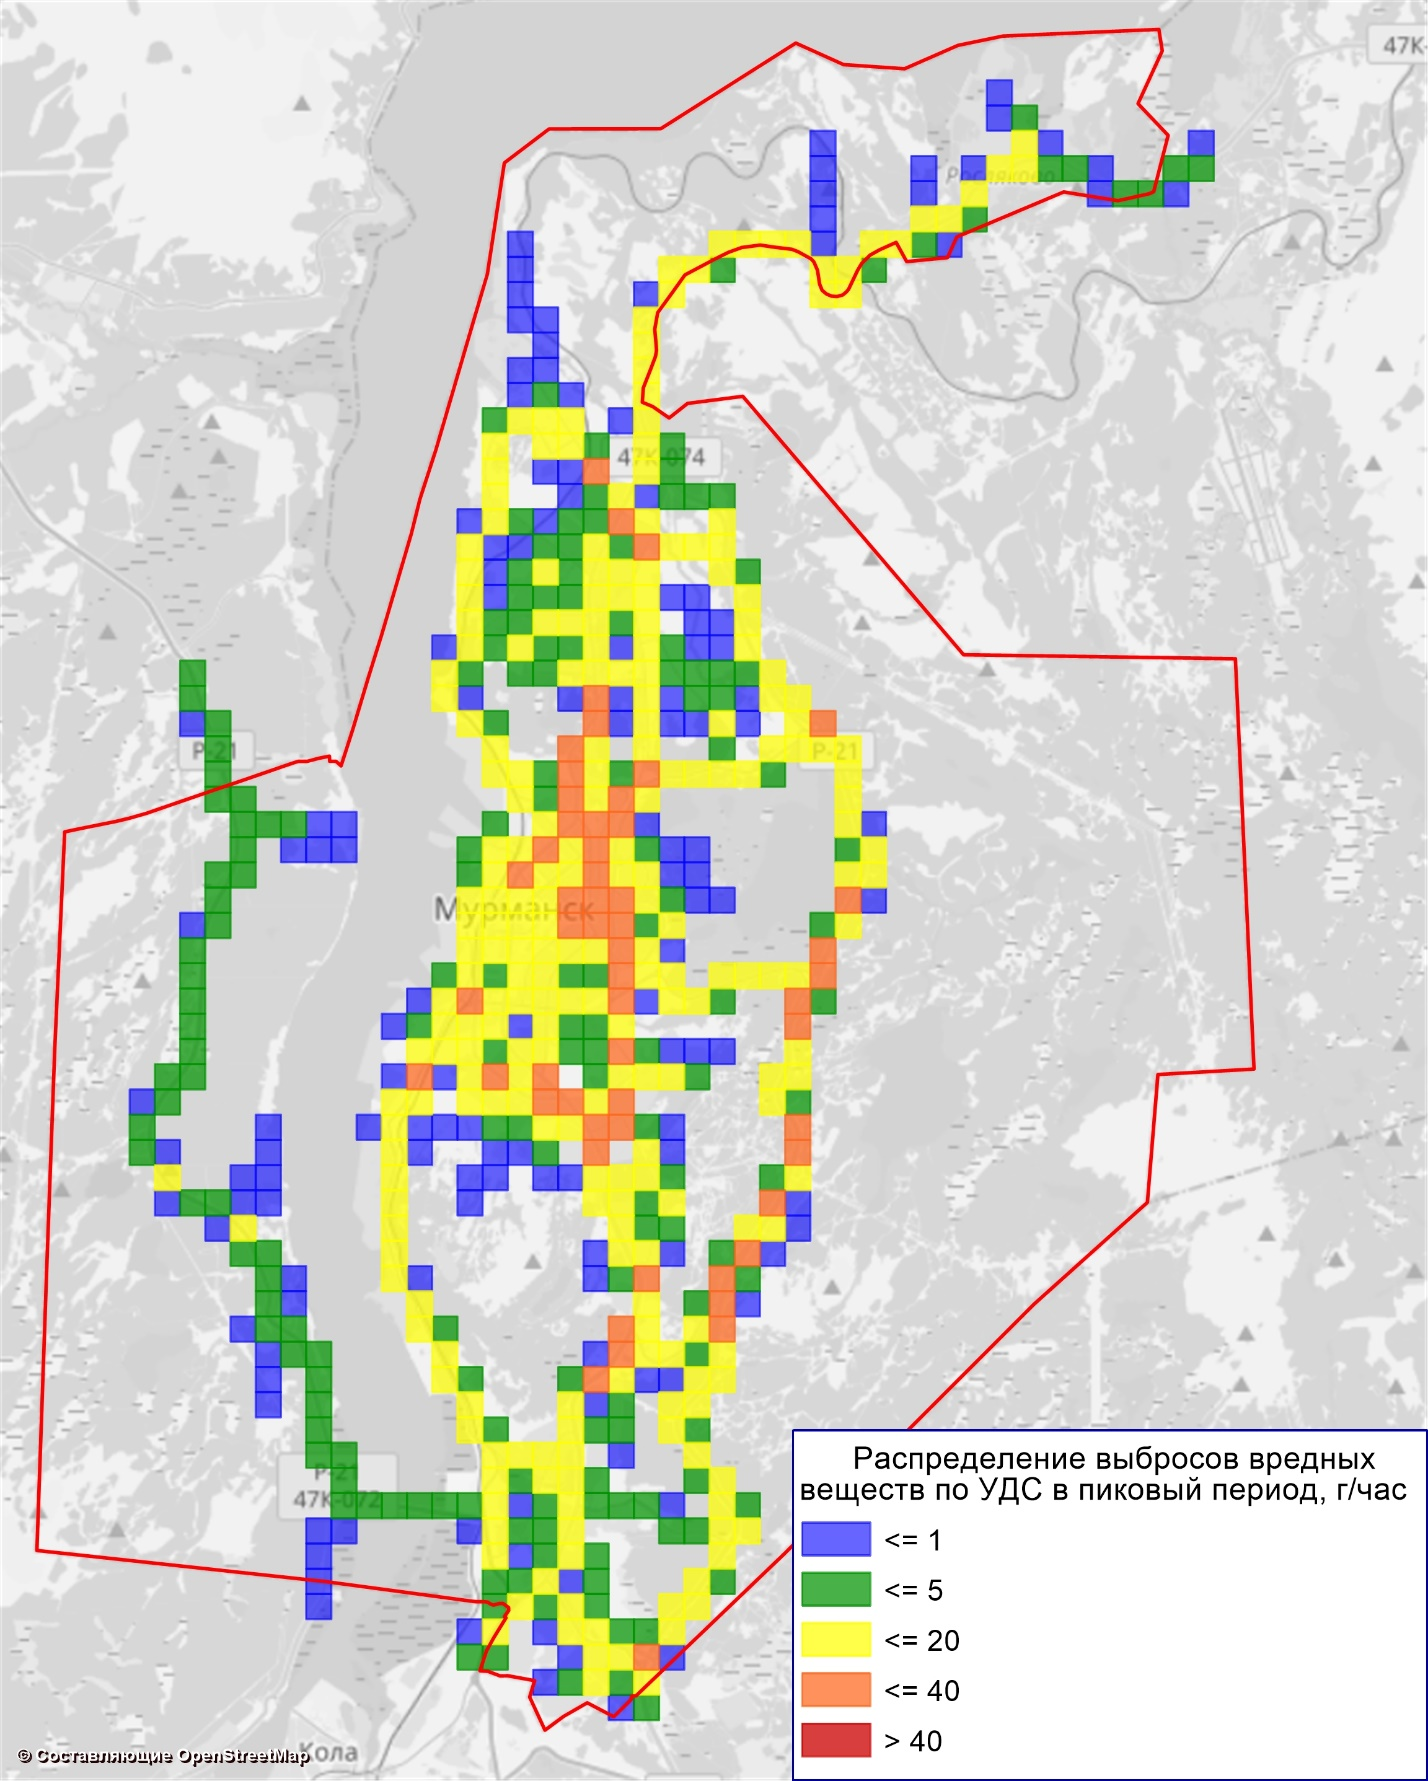 47К-
Росляково
47К-074
Р-21
Р-21
Мурманск
Р-21
47К-072
Распределение выбросов вредных
веществ по УДС в пиковый период, г/час
<= 1
<= 5
<= 20
<= 40
> 40
© Составляющие OpenStreetMap
Кола